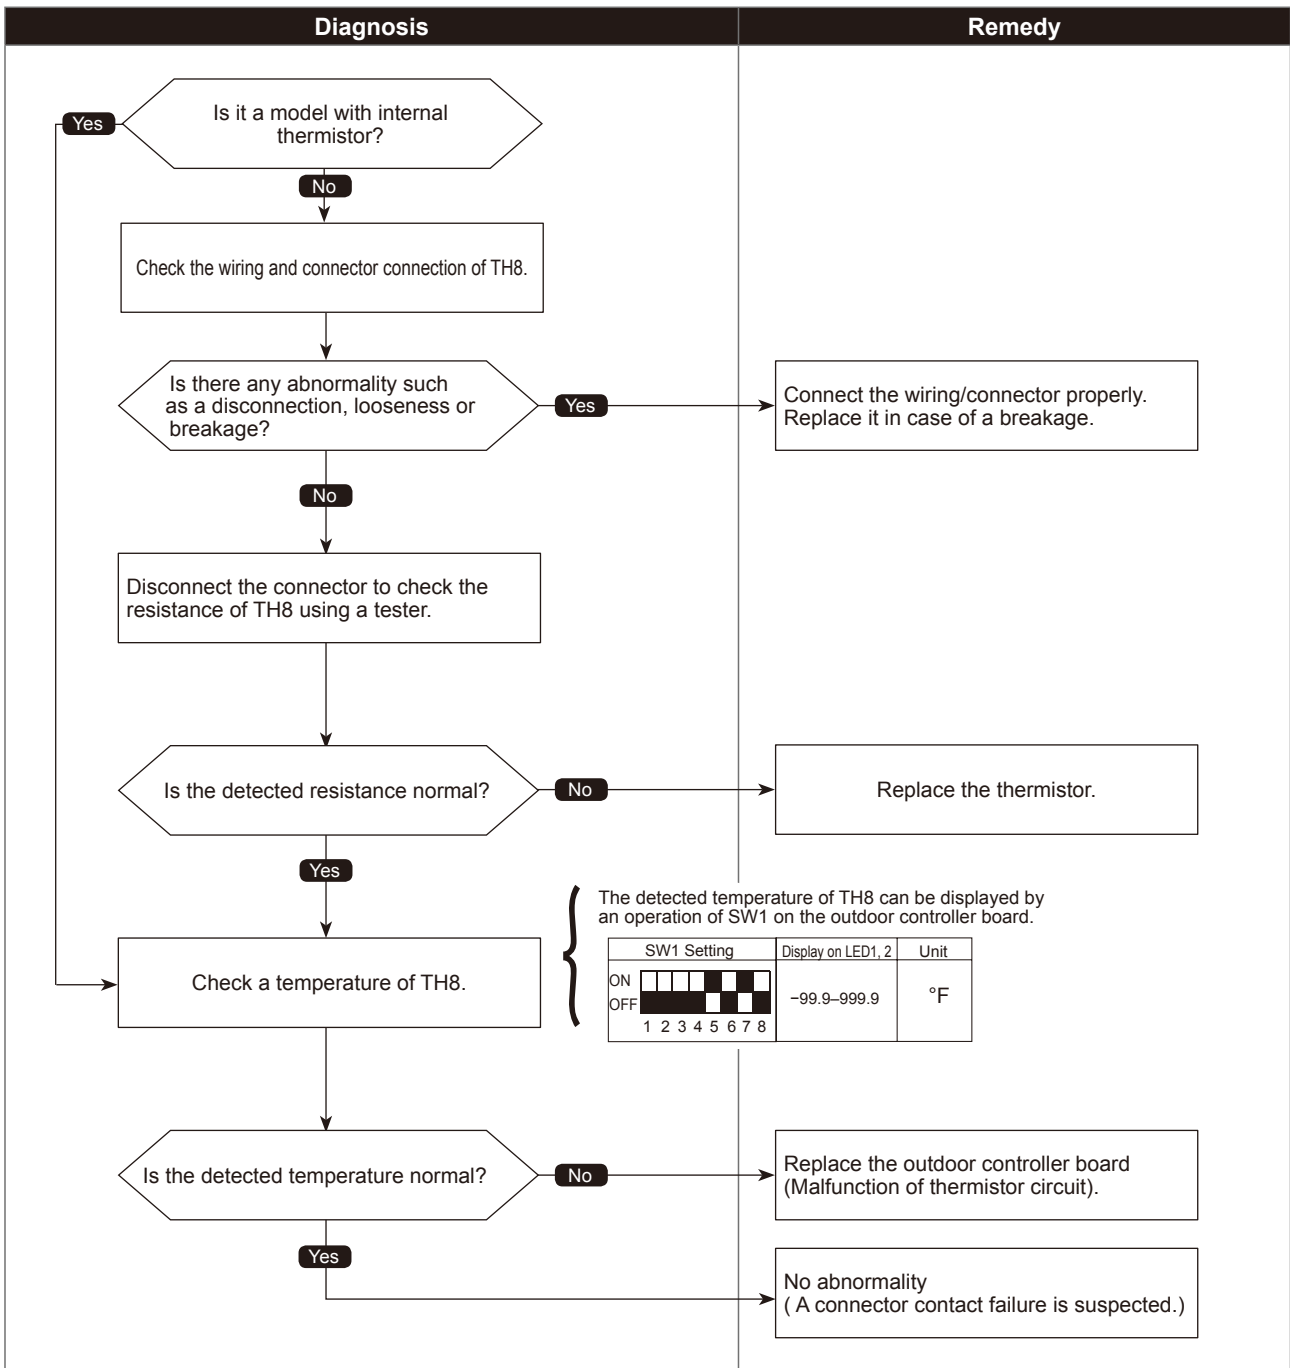 Diagnosis
Remedy
Is it a model with internal
thermistor?
Yes
No
Check the wiring and connector connection of TH8.
Is there any abnormality such
as a disconnection, looseness or
breakage?
Yes
Connect the wiring/connector properly.
Replace it in case of a breakage.
No
Disconnect the connector to check the
resistance of TH8 using a tester.
Is the detected resistance normal?
No
Replace the thermistor.
Yes
The detected temperature of TH8 can be displayed by
an operation of SW1 on the outdoor controller board.
SW1 Setting
Display on LED1, 2
Unit
ON
OFF
1 2 3 4 5 6 7 8
−99.9–999.9
°F
Check a temperature of TH8.
Is the detected temperature normal?
No
Replace the outdoor controller board
(Malfunction of thermistor circuit).
Yes
No abnormality
( A connector contact failure is suspected.)